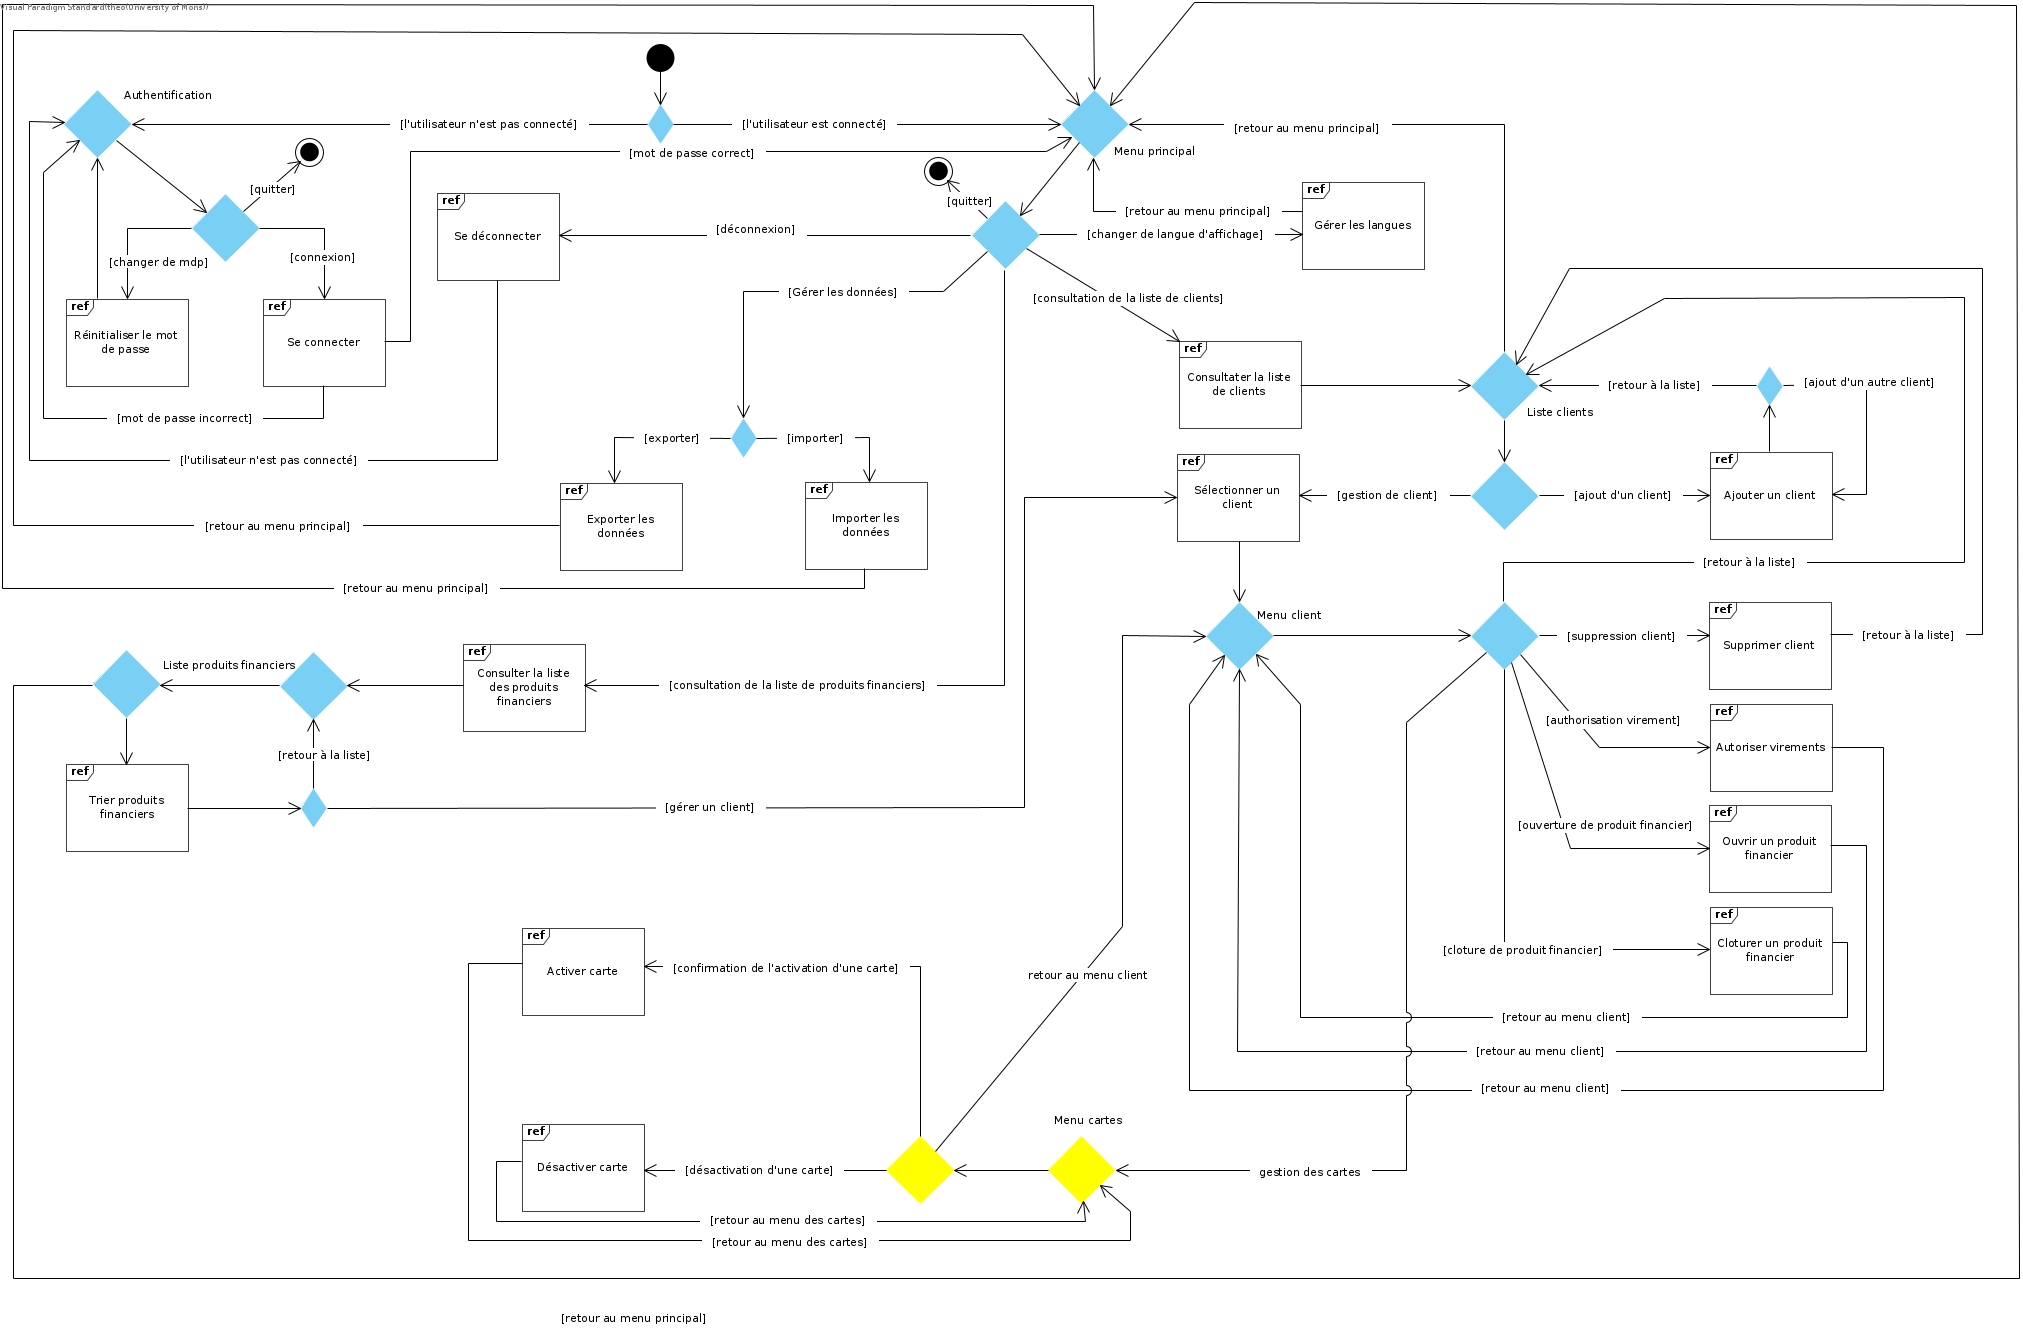 Visual Paradigm Standard(theo(University of Mons))
Authentification
[l'utilisateur n'est pas connecté]
[l'utilisateur est connecté]
[retour au menu principal]
[mot de passe correct]
Menu principal
[quitter]
[quitter]
ref
Gérer les langues
ref
Se déconnecter
[retour au menu principal]
[déconnexion]
[changer de langue d'affichage]
[changer de mdp]
[connexion]
[Gérer les données]
[consultation de la liste de clients]
ref
Réinitialiser le mot
de passe
ref
Se connecter
ref
Consultater la liste
de clients
[retour à la liste]
[ajout d'un autre client]
Liste clients
[mot de passe incorrect]
[exporter]
[importer]
[l'utilisateur n'est pas connecté]
ref
Sélectionner un
client
[gestion de client]
[ajout d'un client]
ref
Ajouter un client
ref
Exporter les
données
ref
Importer les
données
[retour au menu principal]
[retour à la liste]
[retour au menu principal]
Menu client
ref
Supprimer client
[suppression client]
[retour à la liste]
Liste produits financiers
ref
Consulter la liste
des produits
financiers
[consultation de la liste de produits financiers]
[authorisation virement]
ref
Autoriser virements
[retour à la liste]
ref
Trier produits
financiers
[gérer un client]
[ouverture de produit financier]
ref
Ouvrir un produit
financier
ref
Cloturer un produit
financier
[cloture de produit financier]
ref
Activer carte
[confirmation de l'activation d'une carte]
retour au menu client
[retour au menu client]
[retour au menu client]
[retour au menu client]
Menu cartes
ref
Désactiver carte
[désactivation d'une carte]
gestion des cartes
[retour au menu des cartes]
[retour au menu des cartes]
[retour au menu principal]